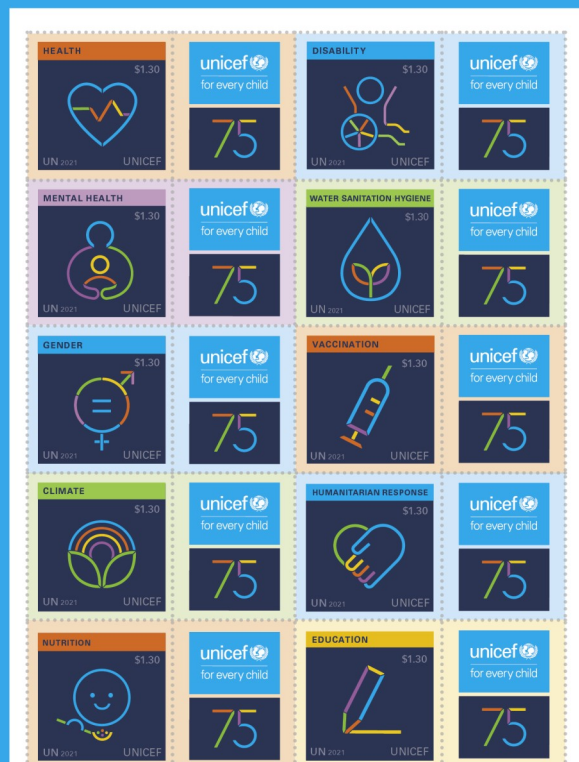 HEALTH
$1.30
UN 2021 UNICEF
unicef
for every child
75
DISABILITY
$1.30
UN 2021 UNICEF
unicef
for every child
75
MENTAL HEALTH
$1.30
UN 2021 UNICEF
unicef
for every child
75
WATER SANITATION HYGIENE
$1.30
UN 2021 UNICEF
unicef
for every child
75
GENDER
$1.30
UN 2021 UNICEF
unicef
for every child
75
VACCINATION
$1.30
UN 2021 UNICEF
unicef
for every child
75
CLIMATE
$1.30
UN 2021 UNICEF
unicef
for every child
75
HUMANITARIAN RESPONSE
$1.30
UN 2021 UNICEF
unicef
for every child
75
NUTRITION
$1.30
UN 2021 UNICEF
unicef
for every child
75
EDUCATION
$1.30
UN 2021 UNICEF
unicef
for every child
75